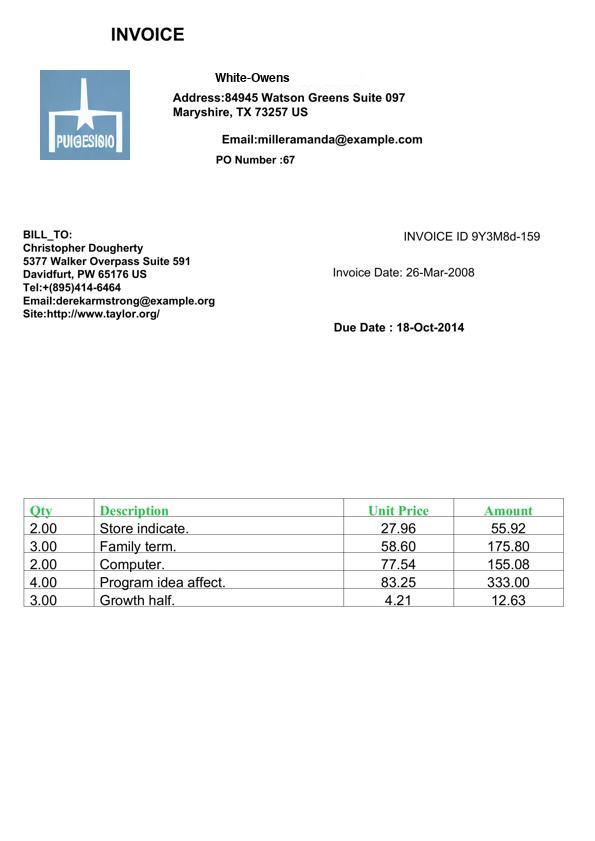 INVOICE
PUIGESISIO
White-Owens
Address:84945 Watson Greens Suite 097
Maryshire, TX 73257 US
Email:milleramanda@example.com
PO Number :67
BILL_TO:
Christopher Dougherty
5377 Walker Overpass Suite 591
Davidfurt, PW 65176 US
Tel:+(895)414-6464
Email:derekarmstrong@example.org
Site:http://www.taylor.org/
INVOICE ID 9Y3M8d-159
Invoice Date: 26-Mar-2008
Due Date : 18-Oct-2014
Qty Description Unit Price Amount
2.00 Store indicate. 27.96 55.92
3.00 Family term. 58.60 175.80
2.00 Computer. 77.54 155.08
4.00 Program idea affect. 83.25 333.00
3.00 Growth half. 4.21 12.63